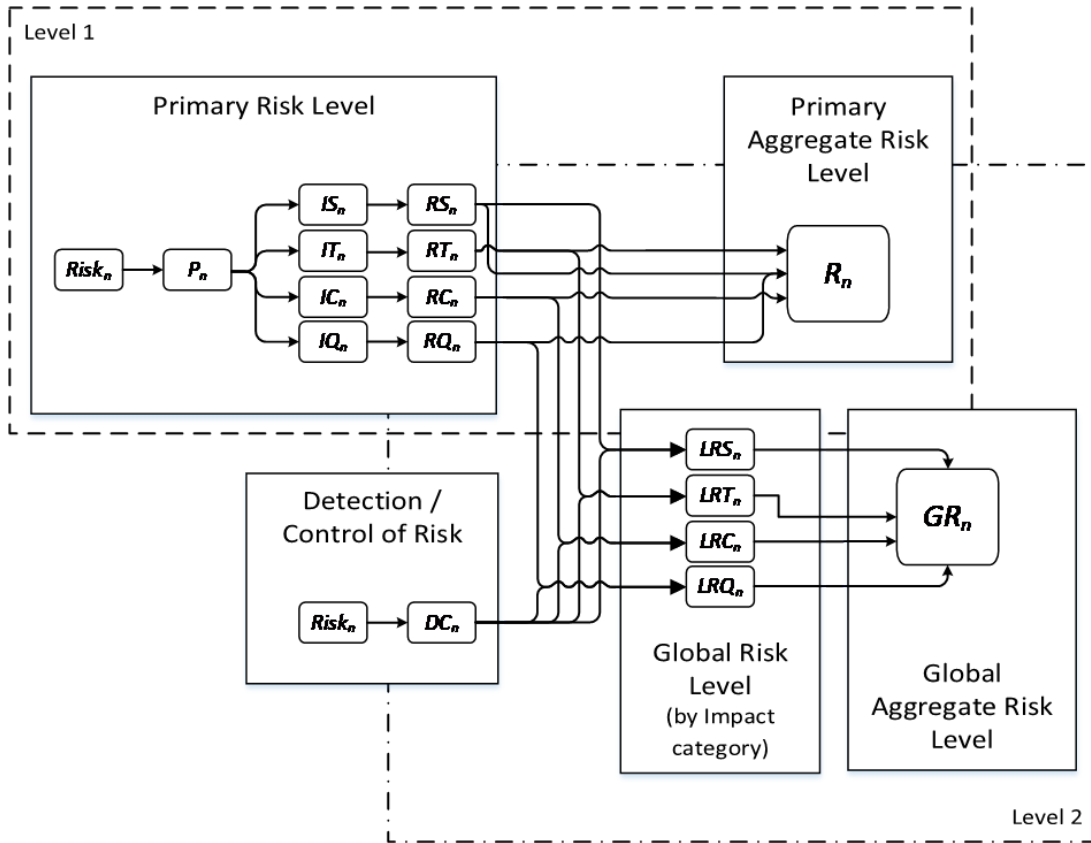 Level 1
Primary Risk Level
Primary
Aggregate Risk
Level
ISₙ
RSₙ
ITₙ
RTₙ
Riskₙ
Pₙ
Rₙ
ICₙ
RCₙ
IQₙ
RQₙ
LRSₙ
Detection /
Control of Risk
LRTₙ
GRₙ
LRCₙ
LRQₙ
Riskₙ
DCₙ
Global Risk
Level
(by Impact
category)
Global
Aggregate Risk
Level
Level 2